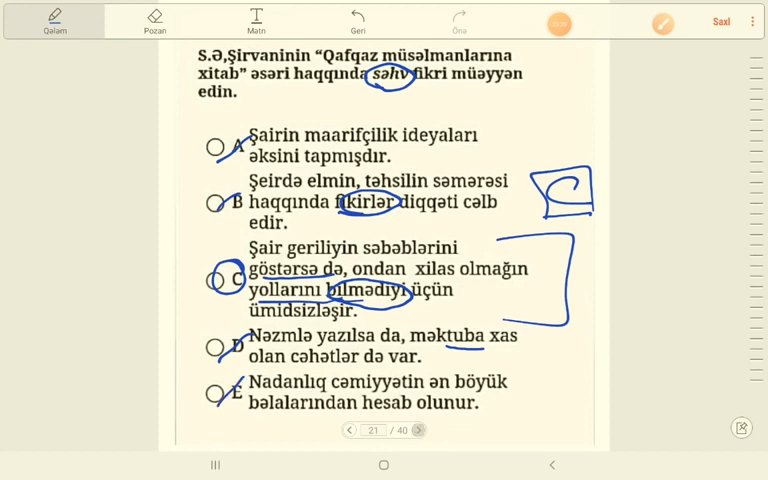 Qələm
Pozan
Mətn
Geri
Önə
Saxl
S.Ə,Şirvaninin “Qafqaz müsəlmanlarına
xitab” əsəri haqqında səhv fikri müəyyən
edin.
A Şairin maarifçilik ideyaları
əksini tapmışdır.
B Şeirdə elmin, təhsilin səmərəsi
haqqında fikirlər diqqəti cəlb
edir.
C
C Şair geriliyin səbəblərini
göstərsə də, ondan xilas olmağın
yollarını bilmədiyi üçün
ümidsizləşir.
D Nəzmlə yazılsa da, məktuba xas
olan cəhətlər də var.
E Nadanlıq cəmiyyətin ən böyük
bəlalarından hesab olunur.
21 / 40